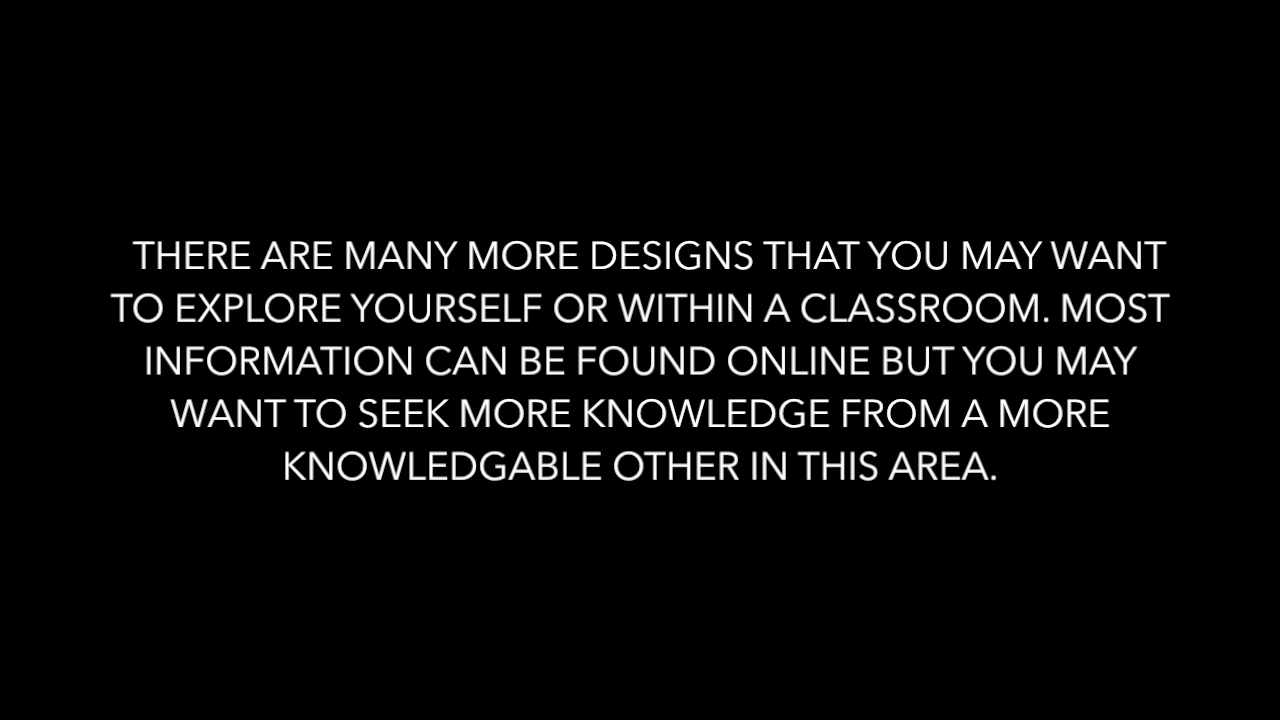 THERE ARE MANY MORE DESIGNS THAT YOU MAY WANT
TO EXPLORE YOURSELF OR WITHIN A CLASSROOM. MOST
INFORMATION CAN BE FOUND ONLINE BUT YOU MAY
WANT TO SEEK MORE KNOWLEDGE FROM A MORE
KNOWLEDGABLE OTHER IN THIS AREA.